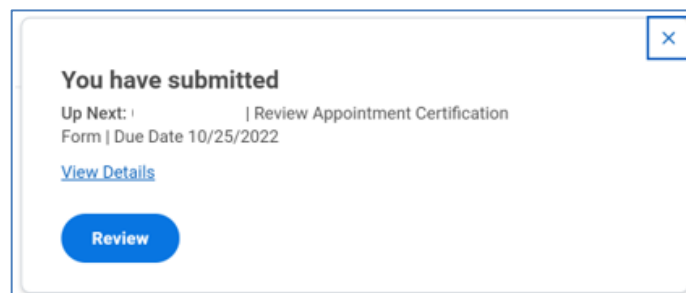 You have submitted
Up Next: | Review Appointment Certification
Form | Due Date 10/25/2022
View Details
Review